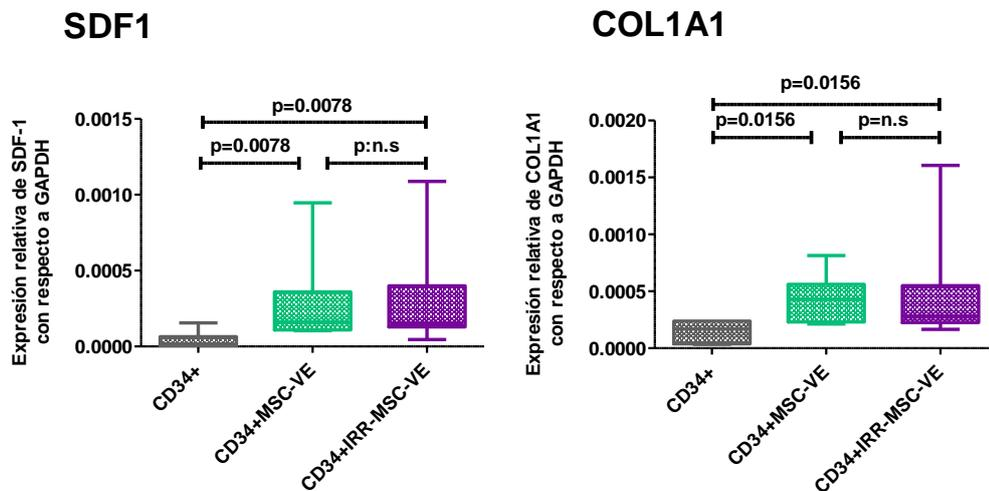 SDF1
Expresión relativa de SDF-1
con respecto a GAPDH
p=0.0078
p=0.0078
p:n.s
0.0015
0.0010
0.0005
0.0000
CD34+
CD34+MSC-VE
CD34+IRR-MSC-VE
COL1A1
Expresión relativa de COL1A1
con respecto a GAPDH
p=0.0156
p=0.0156
p=n.s
0.0020
0.0015
0.0010
0.0005
0.0000
CD34+
CD34+MSC-VE
CD34+IRR-MSC-VE